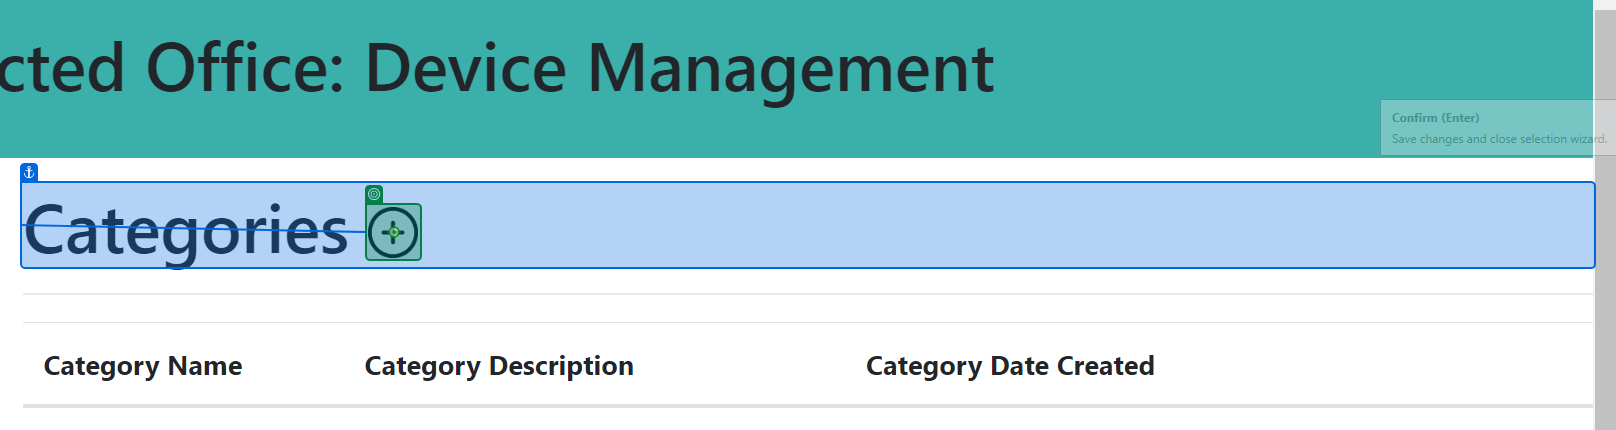 cted Office: Device Management
Confirm (Enter)
Save changes and close selection wizard.
Categories
Category Name Category Description Category Date Created